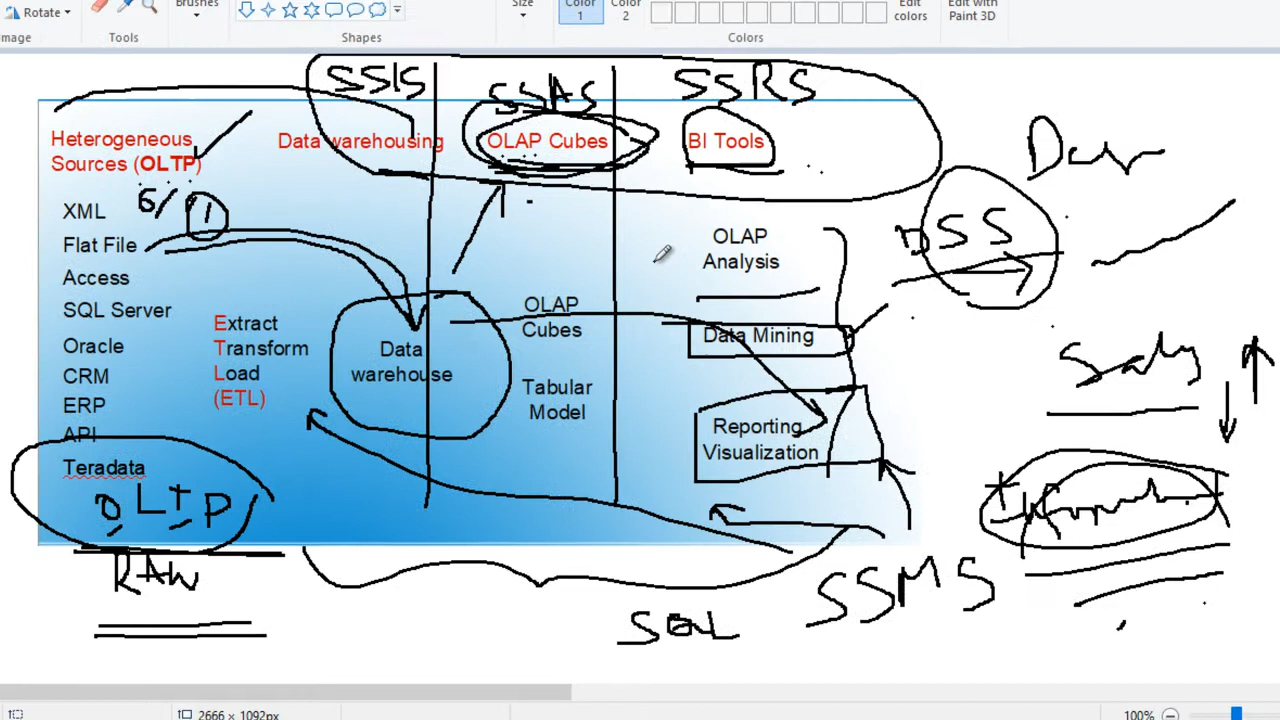 Rotate
Brushes
Size
Color
1
Color
2
Edit
colors
Edit with
Paint 3D
mage
Tools
Shapes
Colors
SSIS
SSAS
SSRS
Heterogeneous
Sources (OLTP)
Data warehousing
OLAP Cubes
BI Tools
6/
1
XML
Flat File
Access
SQL Server
Oracle
CRM
ERP
API
Teradata
OLTP
RAW
Extract
Transform
Load
(ETL)
Data
warehouse
OLAP
Cubes
Tabular
Model
OLAP
Analysis
Data Mining
Reporting
Visualization
DSS
SSMS
SQL
2666 × 1092px
100%